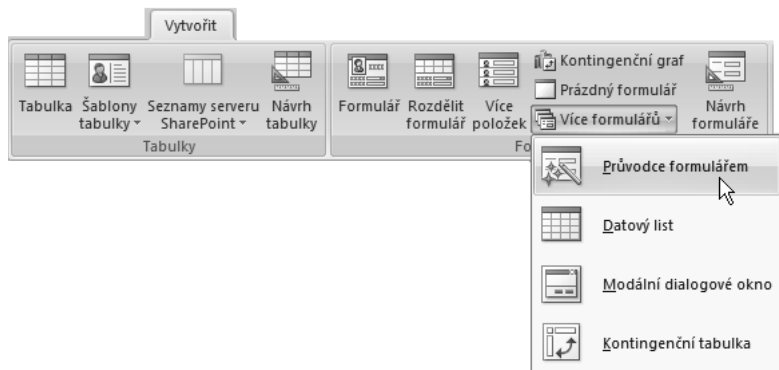 Vytvořit
Tabulka
Šablony
tabulky
Seznamy serveru
SharePoint
Návrh
tabulky
Tabulky
Formulář
Rozdělit
formulář
Více
položek
Kontingenční graf
Prázdný formulář
Více formulářů
Návrh
formuláře
Fo
Průvodce formulářem
Datový list
Modální dialogové okno
Kontingenční tabulka